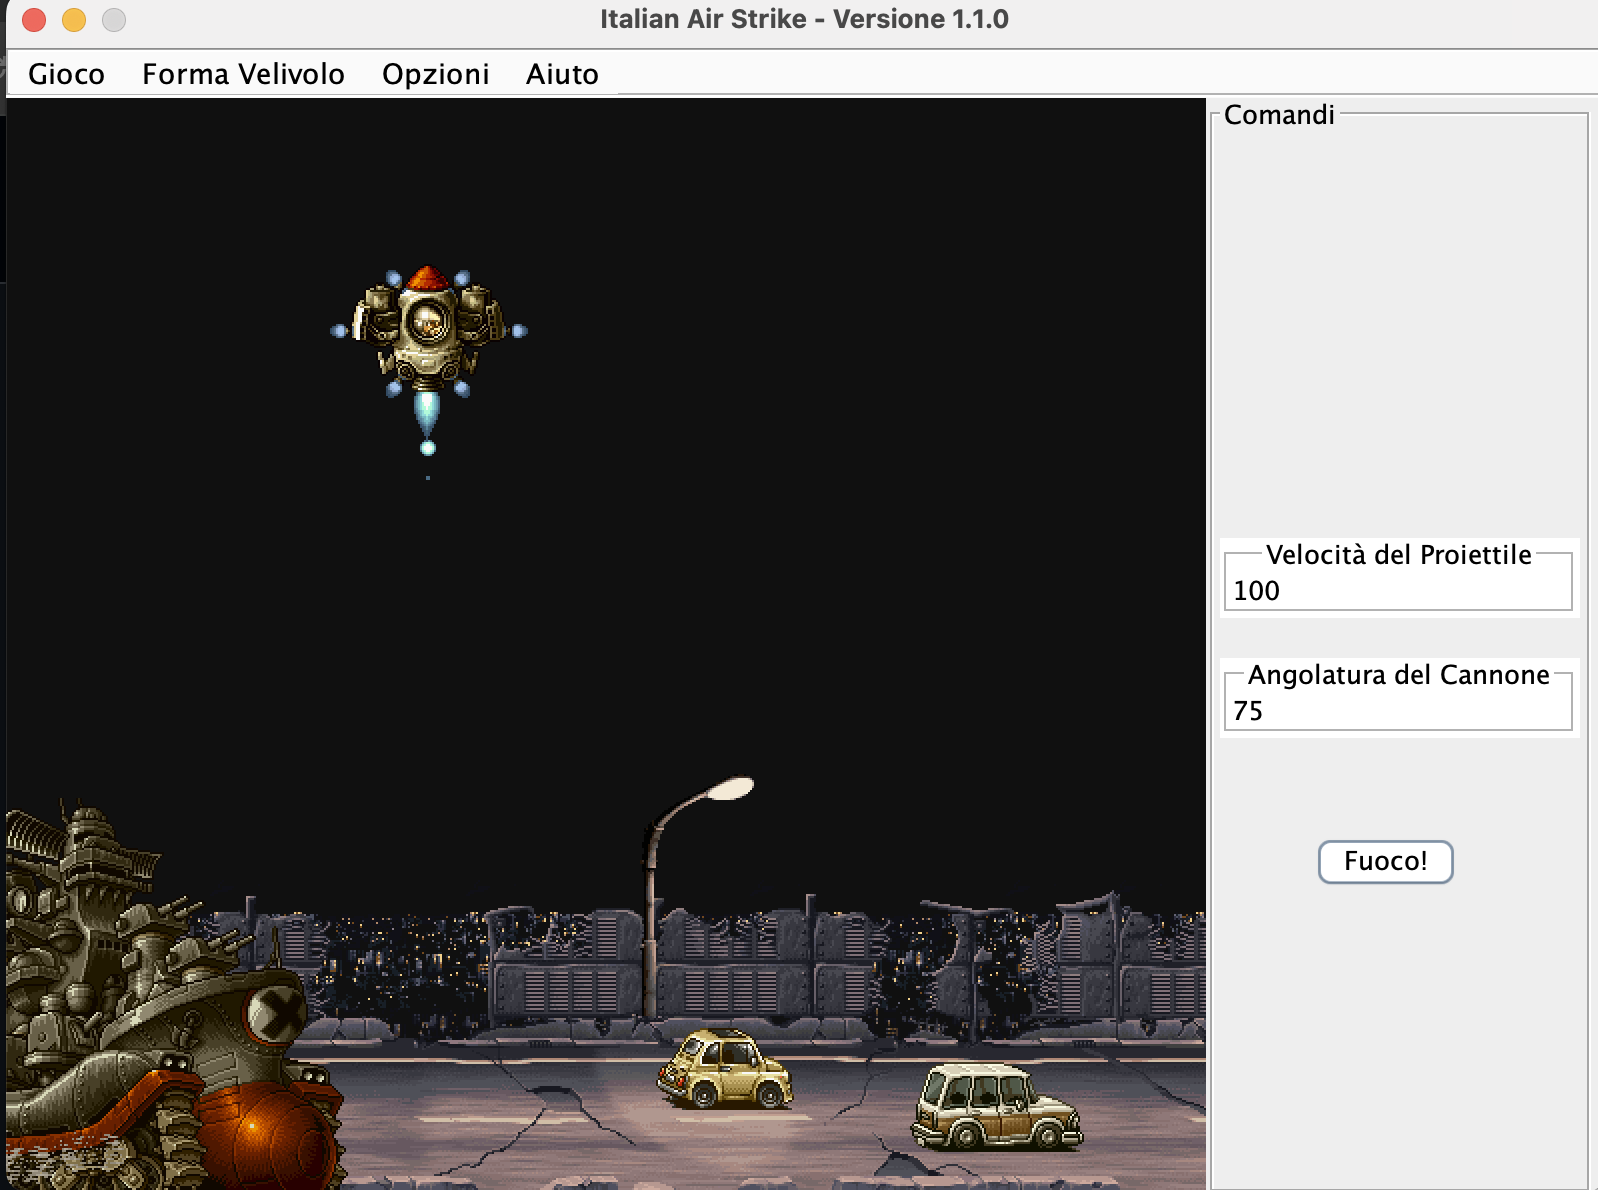 Italian Air Strike - Versione 1.1.0
Gioco Forma Velivolo Opzioni Aiuto
Comandi
Velocità del Proiettile
100
Angolatura del Cannone
75
Fuoco!